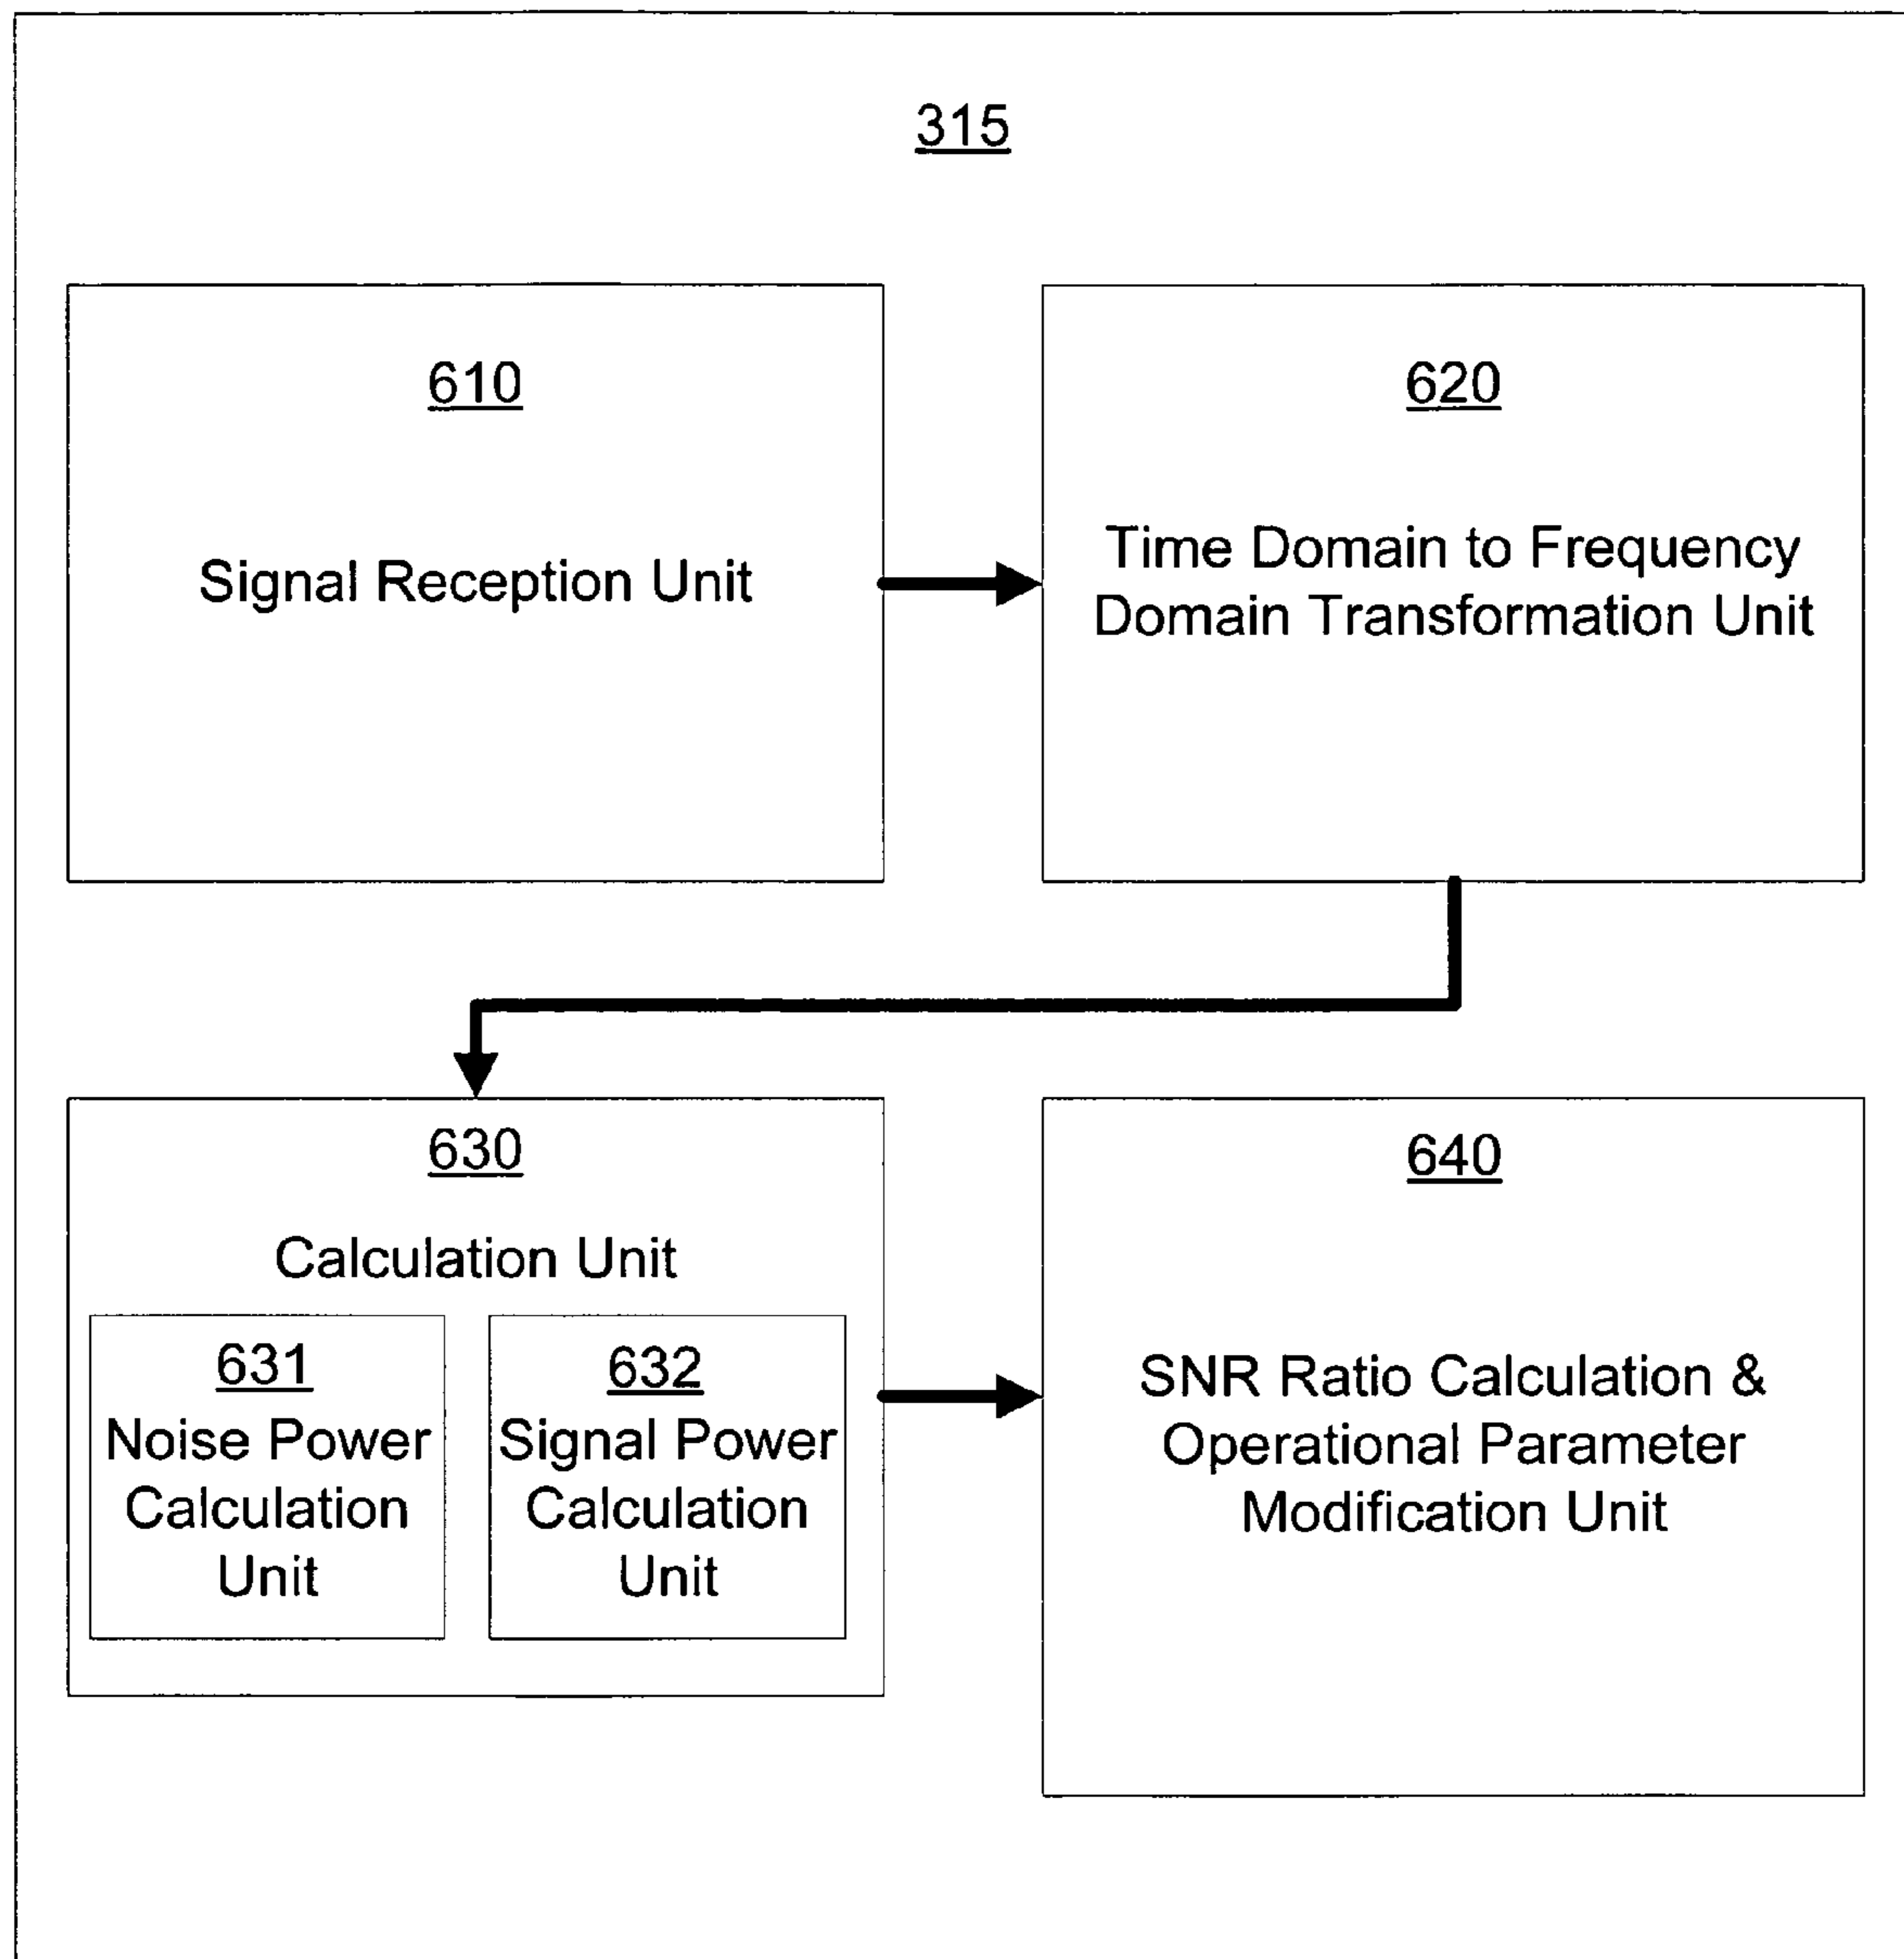 315
610
Signal Reception Unit
620
Time Domain to Frequency
Domain Transformation Unit
630
Calculation Unit
631
Noise Power
Calculation
Unit
632
Signal Power
Calculation
Unit
640
SNR Ratio Calculation &
Operational Parameter
Modification Unit